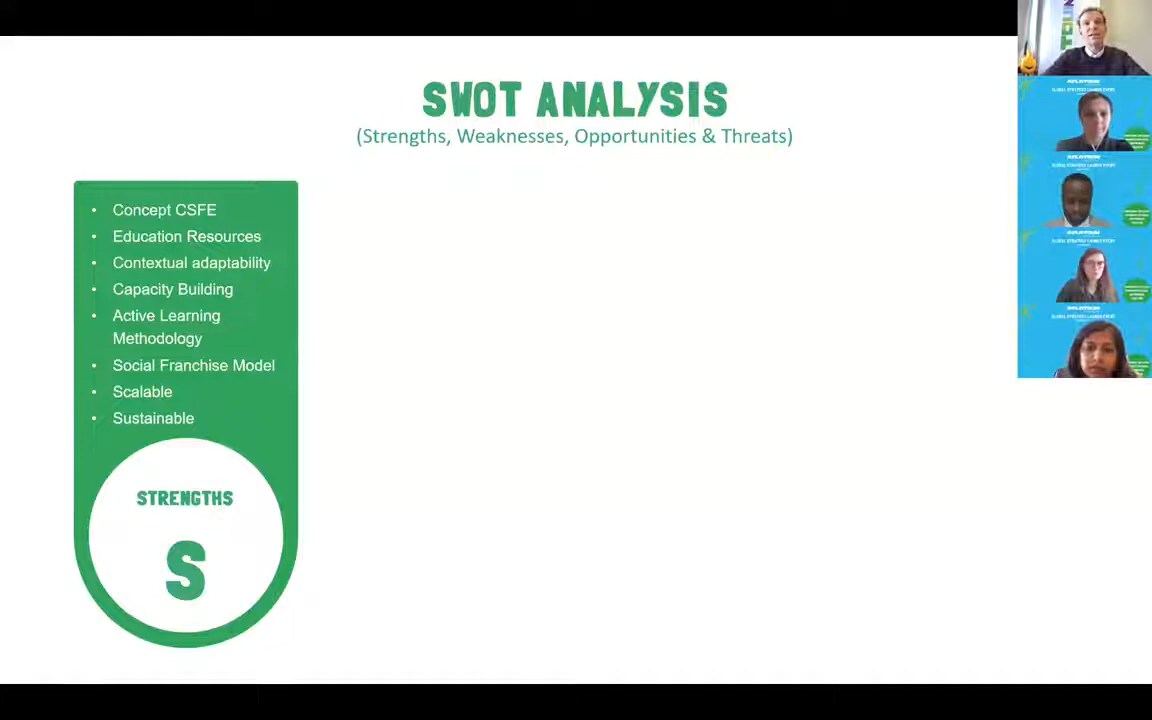 SWOT ANALYSIS
(Strengths, Weaknesses, Opportunities & Threats)
• Concept CSFE
• Education Resources
• Contextual adaptability
• Capacity Building
• Active Learning
Methodology
• Social Franchise Model
• Scalable
• Sustainable
STRENGTHS
S